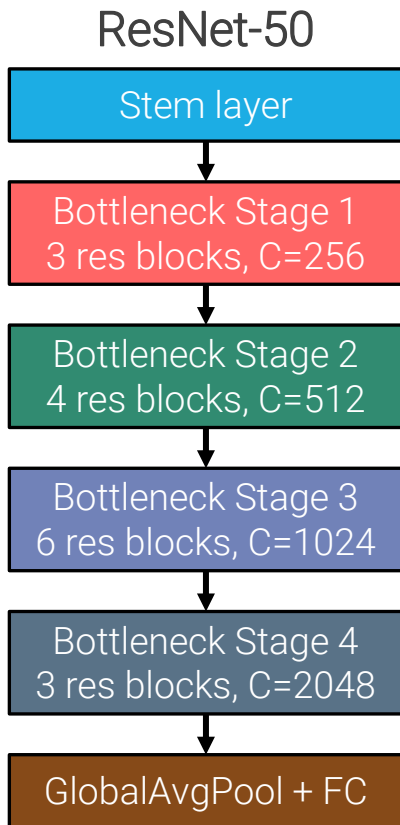 ResNet-50
Stem layer
Bottleneck Stage 1
3 res blocks, C=256
Bottleneck Stage 2
4 res blocks, C=512
Bottleneck Stage 3
6 res blocks, C=1024
Bottleneck Stage 4
3 res blocks, C=2048
GlobalAvgPool + FC